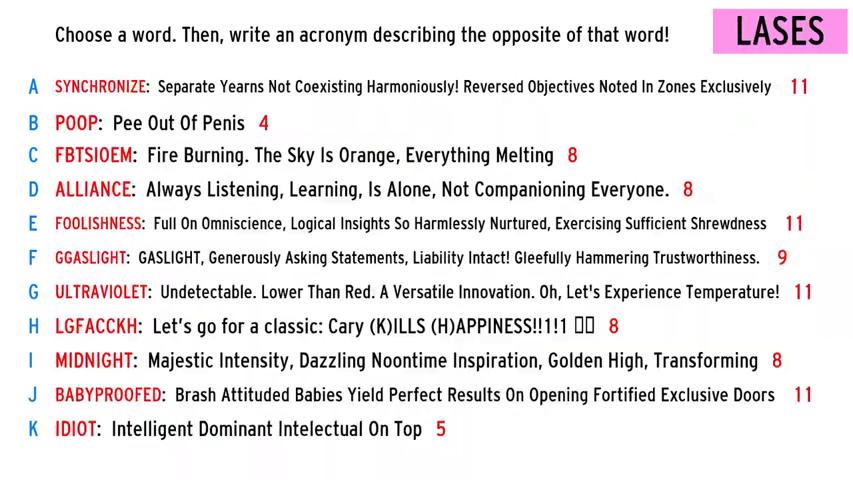 Choose a word. Then, write an acronym describing the opposite of that word!
LASES
A SYNCHRONIZE: Separate Yearns Not Coexisting Harmoniously! Reversed Objectives Noted In Zones Exclusively 11
B POOP: Pee Out Of Penis 4
C FBTSIOEM: Fire Burning. The Sky Is Orange, Everything Melting 8
D ALLIANCE: Always Listening, Learning, Is Alone, Not Companioning Everyone. 8
E FOOLISHNESS: Full On Omniscience, Logical Insights So Harmlessly Nurtured, Exercising Sufficient Shrewdness 11
F GGASLIGHT: GASLIGHT, Generously Asking Statements, Liability Intact! Gleefully Hammering Trustworthiness. 9
G ULTRAVIOLET: Undetectable. Lower Than Red. A Versatile Innovation. Oh, Let's Experience Temperature! 11
H LGFACCKH: Let’s go for a classic: Cary (K)ILLS (H)APPINESS!!1!1 8
I MIDNIGHT: Majestic Intensity, Dazzling Noontime Inspiration, Golden High, Transforming 8
J BABYPROOFED: Brash Attituded Babies Yield Perfect Results On Opening Fortified Exclusive Doors 11
K IDIOT: Intelligent Dominant Intelectual On Top 5